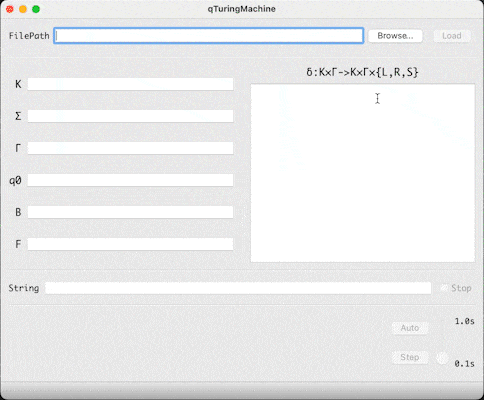 qTuringMachine
FilePath Browse... Load
δ:K×Γ->K×Γ×{L,R,S}
K
Σ
Γ
q0
B
F
String Stop
Auto 1.0s
Step 0.1s